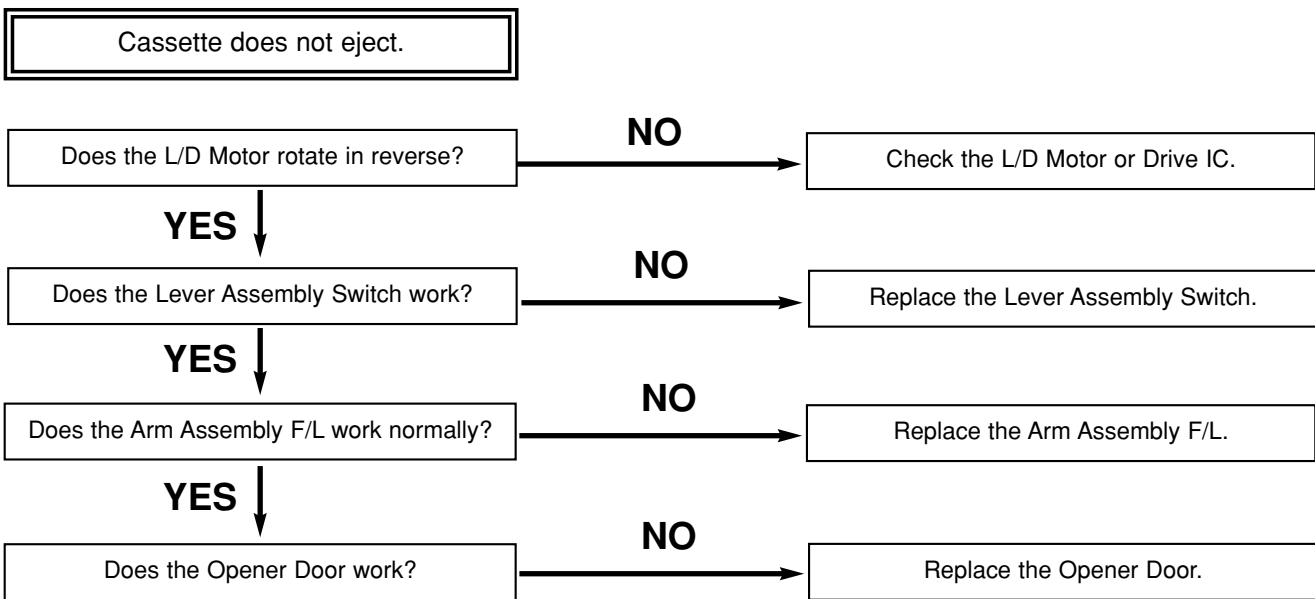 Cassette does not eject.
NO
Does the L/D Motor rotate in reverse?
Check the L/D Motor or Drive IC.
YES
NO
Does the Lever Assembly Switch work?
Replace the Lever Assembly Switch.
YES
NO
Does the Arm Assembly F/L work normally?
Replace the Arm Assembly F/L.
YES
NO
Does the Opener Door work?
Replace the Opener Door.